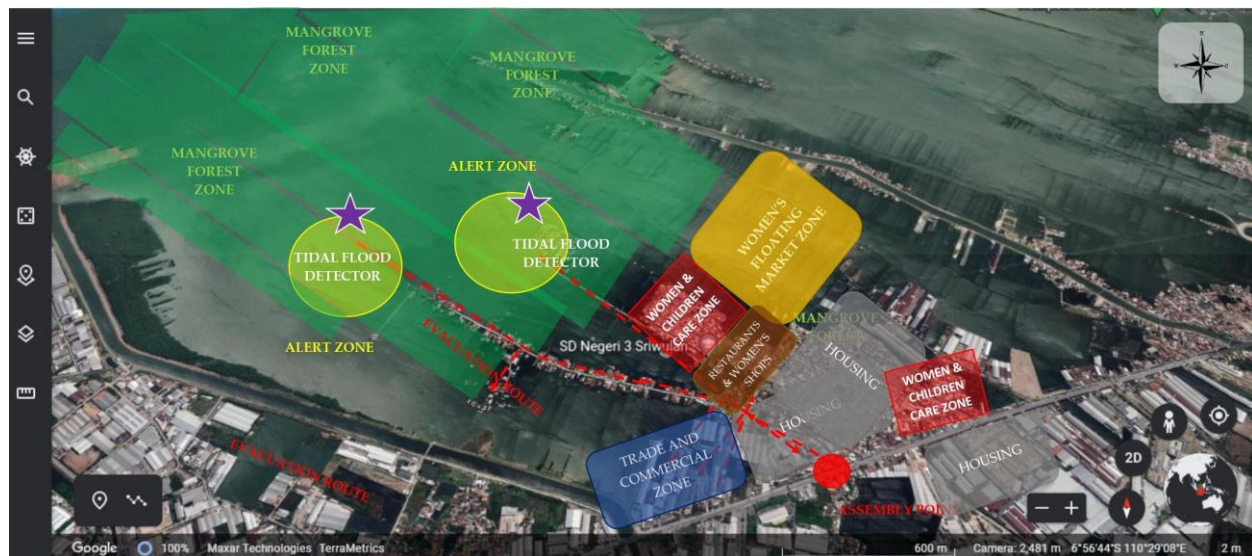 MANGROVE
FOREST
ZONE
MANGROVE
FOREST
ZONE
MANGROVE
FOREST
ZONE
ALERT ZONE
TIDAL FLOOD
DETECTOR
TIDAL FLOOD
DETECTOR
ALERT ZONE
WOMEN'S
FLOATING
MARKET ZONE
WOMEN &
CHILDREN
CARE ZONE
SD Negeri 3 Sriwulan
RESTAURANTS
& WOMEN'S
SHOPS
MANGROVE
FOREST
HOUSING
HOUSING
WOMEN &
CHILDREN
CARE ZONE
EVACUATION ROUTE
EVACUATION ROUTE
TRADE AND
COMMERCIAL
ZONE
HOUSING
ASSEMBLY
2D
Google
100%
Maxar Technologies TerraMetrics
600 m
Camera: 2,481 m 6°56'44"S 110°29'08"E
2 m